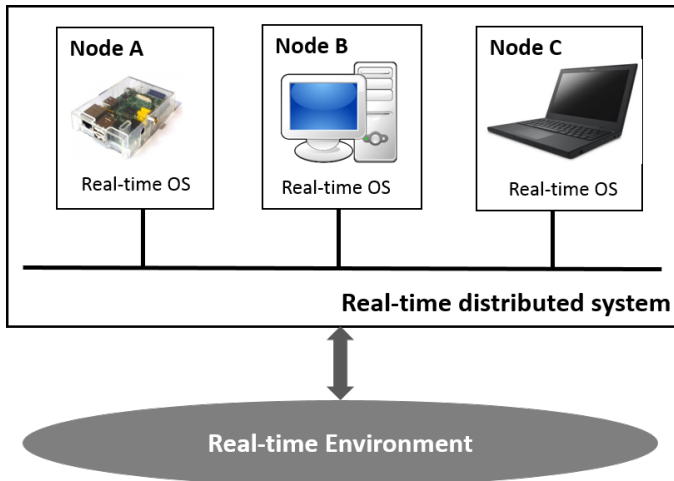 Node A
Node B
Node C
Real-time OS
Real-time OS
Real-time OS
Real-time distributed system
Real-time Environment